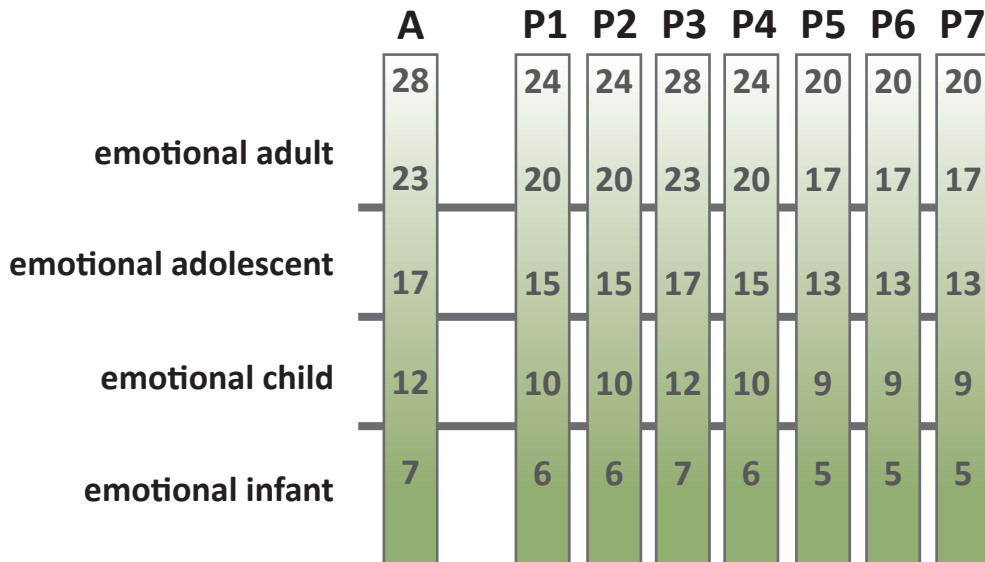 A P1 P2 P3 P4 P5 P6 P7
28 24 24 28 24 20 20 20
emotional adult
23 20 20 23 20 17 17 17
emotional adolescent
17 15 15 17 15 13 13 13
emotional child
12 10 10 12 10 9 9 9
7 6 6 7 6 5 5 5
emotional infant